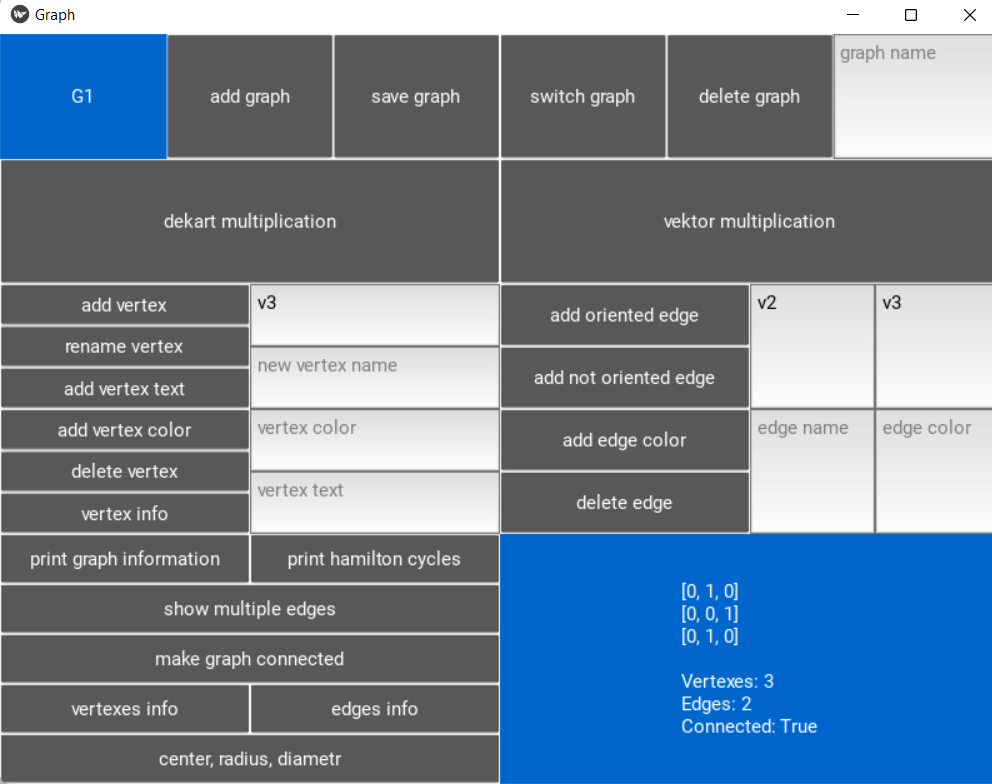 Graph
G1
add graph
save graph
switch graph
delete graph
graph name
dekart multiplication
vektor multiplication
add vertex
rename vertex
add vertex text
add vertex color
delete vertex
vertex info
v3
new vertex name
vertex color
vertex text
add oriented edge
add not oriented edge
add edge color
delete edge
v2
v3
edge name
edge color
print graph information
print hamilton cycles
show multiple edges
make graph connected
vertexes info
edges info
center, radius, diametr
[0, 1, 0]
[0, 0, 1]
[0, 1, 0]
Vertexes: 3
Edges: 2
Connected: True